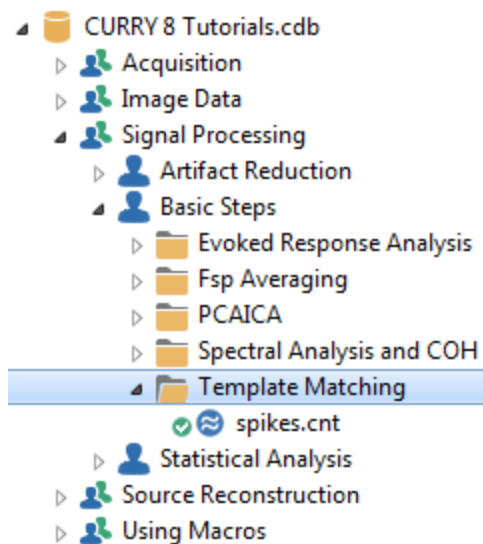 CURRY 8 Tutorials.cdb
Acquisition
Image Data
Signal Processing
Artifact Reduction
Basic Steps
Evoked Response Analysis
Fsp Averaging
PCAICA
Spectral Analysis and COH
Template Matching
spikes.cnt
Statistical Analysis
Source Reconstruction
Using Macros